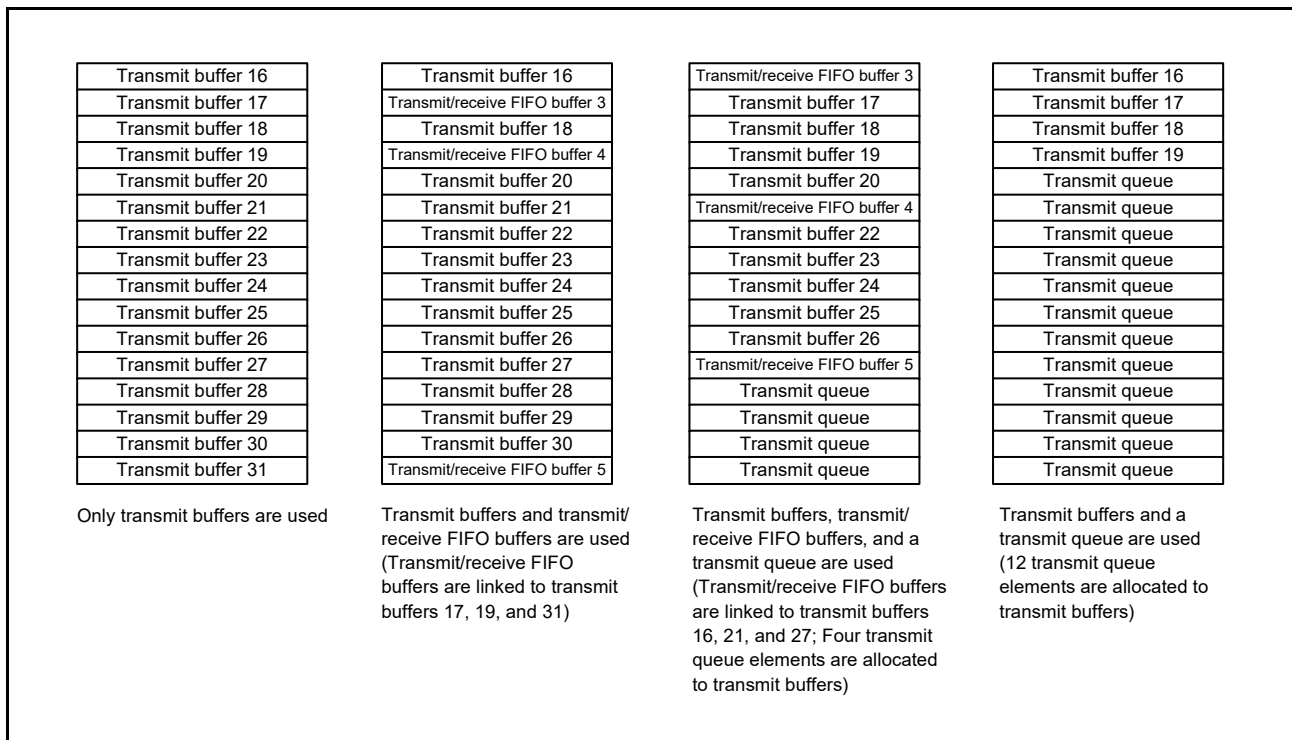 Transmit buffer 16
Transmit buffer 17
Transmit buffer 18
Transmit buffer 19
Transmit buffer 20
Transmit buffer 21
Transmit buffer 22
Transmit buffer 23
Transmit buffer 24
Transmit buffer 25
Transmit buffer 26
Transmit buffer 27
Transmit buffer 28
Transmit buffer 29
Transmit buffer 30
Transmit buffer 31
Only transmit buffers are used
Transmit buffer 16
Transmit/receive FIFO buffer 3
Transmit buffer 18
Transmit/receive FIFO buffer 4
Transmit buffer 20
Transmit buffer 21
Transmit buffer 22
Transmit buffer 23
Transmit buffer 24
Transmit buffer 25
Transmit buffer 26
Transmit buffer 27
Transmit buffer 28
Transmit buffer 29
Transmit buffer 30
Transmit/receive FIFO buffer 5
Transmit buffers and transmit/
receive FIFO buffers are used
(Transmit/receive FIFO
buffers are linked to transmit
buffers 17, 19, and 31)
Transmit/receive FIFO buffer 3
Transmit buffer 17
Transmit buffer 18
Transmit buffer 19
Transmit buffer 20
Transmit/receive FIFO buffer 4
Transmit buffer 22
Transmit buffer 23
Transmit buffer 24
Transmit buffer 25
Transmit buffer 26
Transmit/receive FIFO buffer 5
Transmit queue
Transmit queue
Transmit queue
Transmit queue
Transmit buffers, transmit/
receive FIFO buffers, and a
transmit queue are used
(Transmit/receive FIFO buffers
are linked to transmit buffers
16, 21, and 27; Four transmit
queue elements are allocated
to transmit buffers)
Transmit buffer 16
Transmit buffer 17
Transmit buffer 18
Transmit buffer 19
Transmit queue
Transmit queue
Transmit queue
Transmit queue
Transmit queue
Transmit queue
Transmit queue
Transmit queue
Transmit queue
Transmit queue
Transmit queue
Transmit queue
Transmit buffers and a
transmit queue are used
(12 transmit queue
elements are allocated to
transmit buffers)